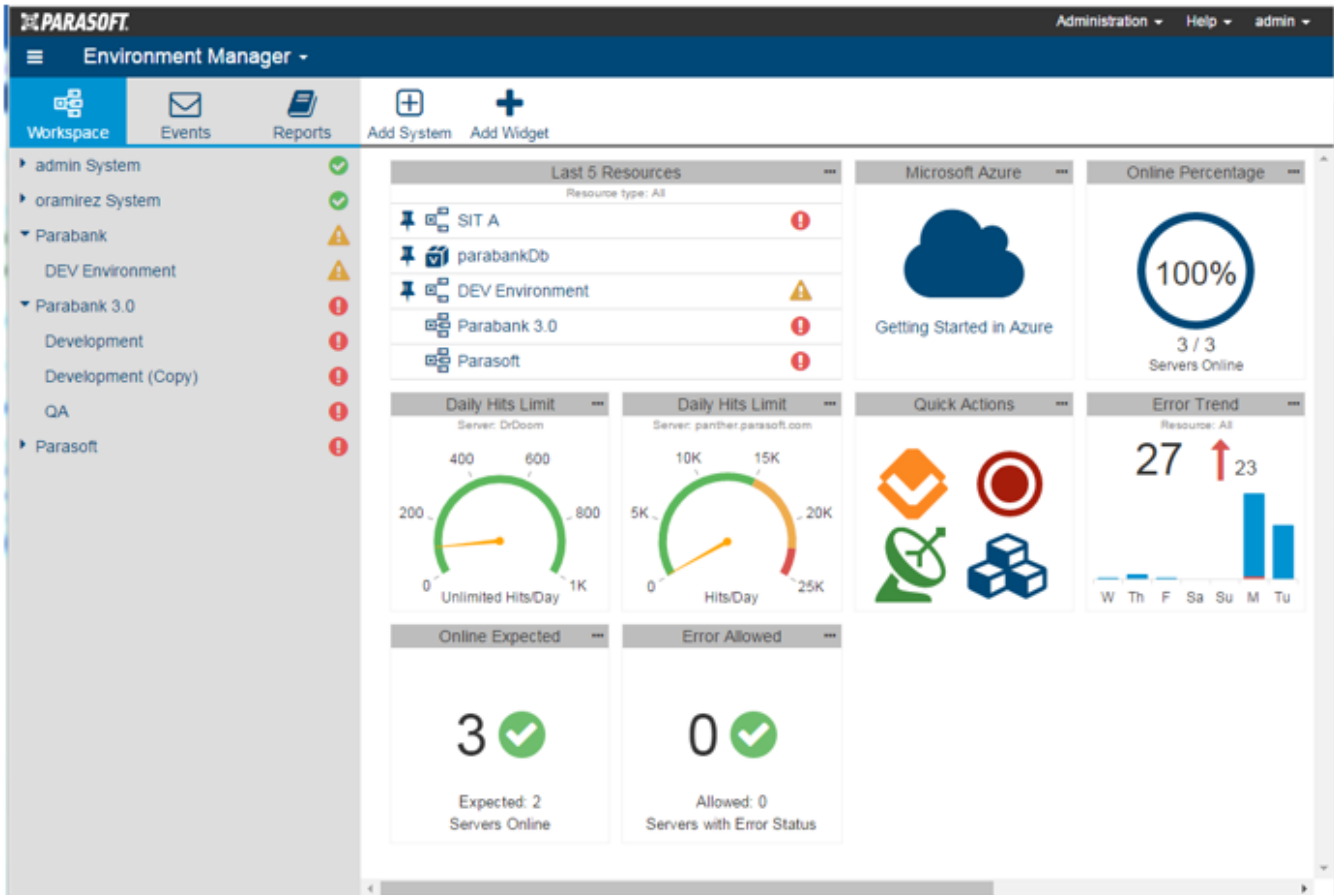 PARASOFT.
Administration Help admin
Environment Manager
Workspace Events Reports Add System Add Widget
admin System
oramirez System
Parabank
DEV Environment
Parabank 3.0
Development
Development (Copy)
QA
Parasoft
Last 5 Resources
Resource type: All
SIT A
parabankDb
DEV Environment
Parabank 3.0
Parasoft
Microsoft Azure
Getting Started in Azure
Online Percentage
100%
3 / 3
Servers Online
Daily Hits Limit
Server: DrDoom
400 600
200 800
0 1K
Unlimited Hits/Day
Daily Hits Limit
Server: panther.parasoft.com
10K 15K
5K 20K
0 25K
Hits/Day
Quick Actions
Error Trend
Resource: All
27 23
W Th F Sa Su M Tu
Online Expected
3
Expected: 2
Servers Online
Error Allowed
0
Allowed: 0
Servers with Error Status